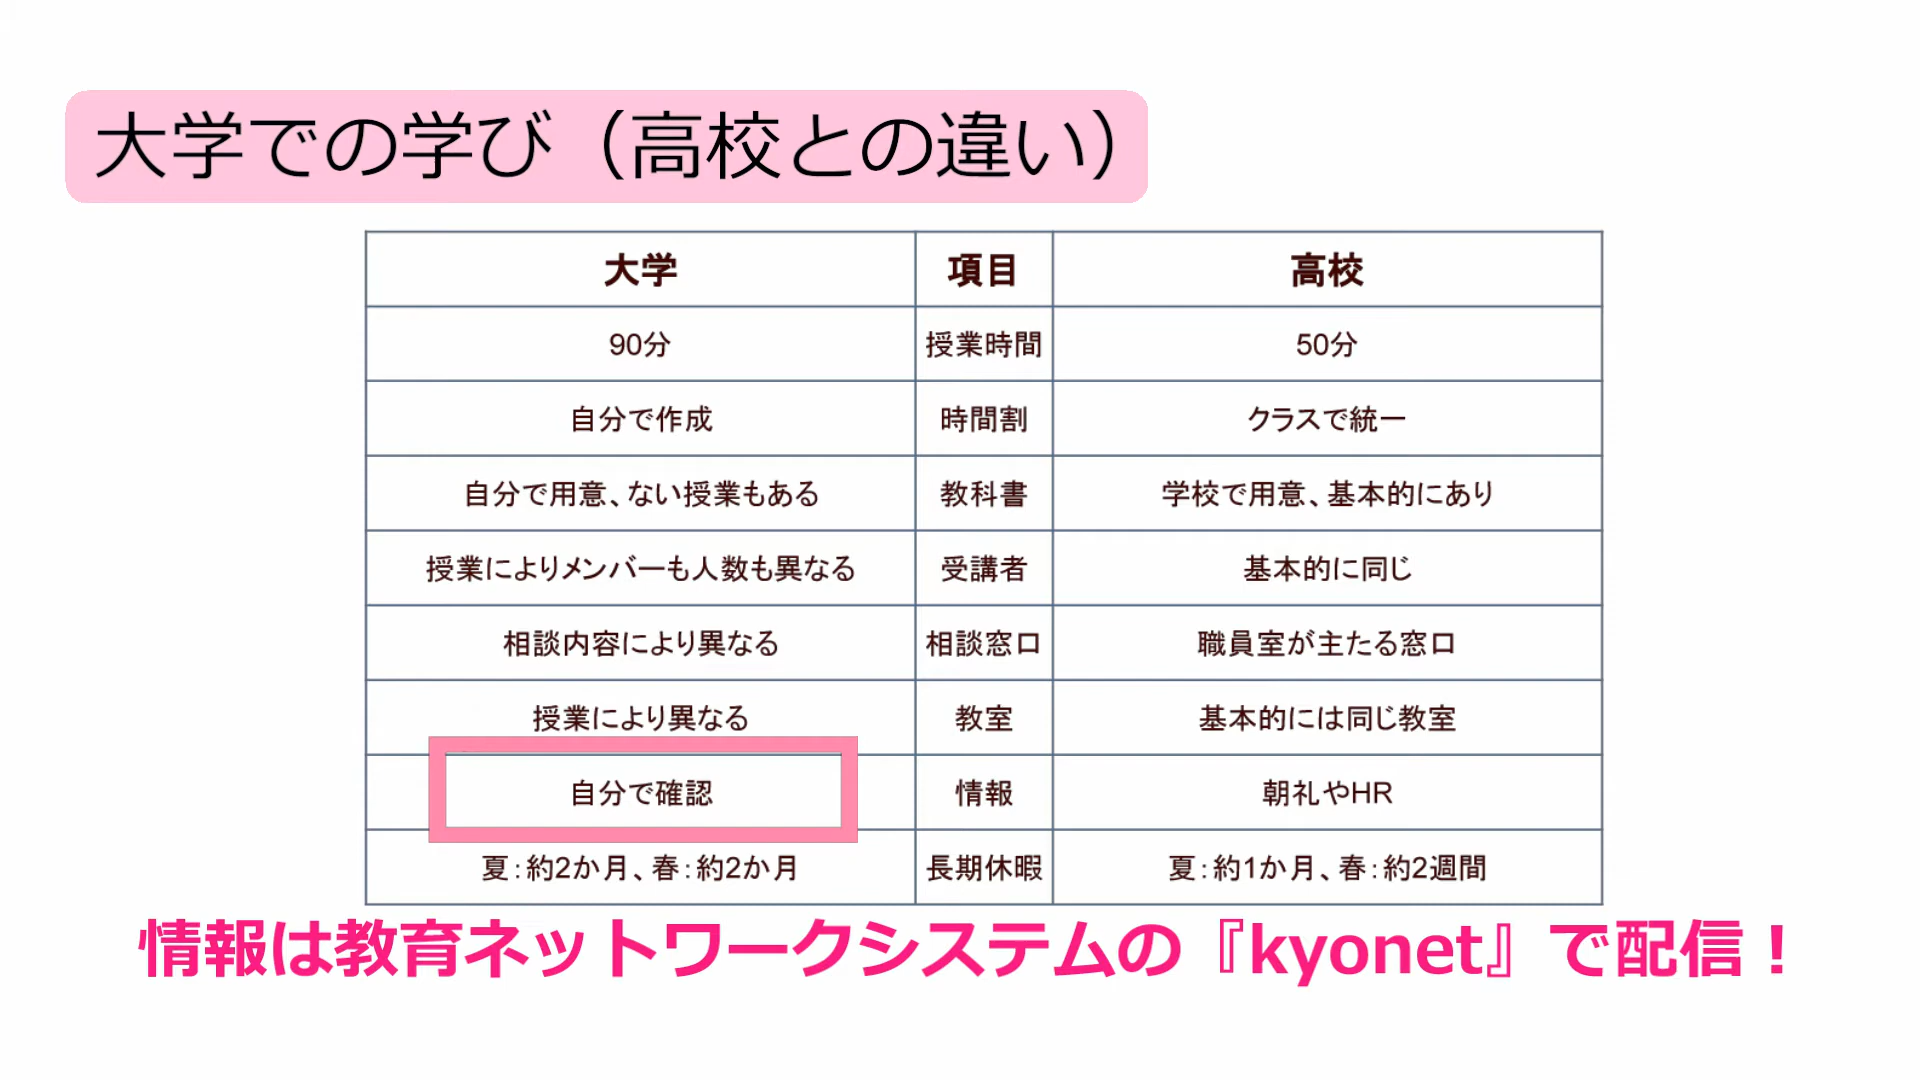 大学での学び（高校との違い）
大学 項目 高校
90分 授業時間 50分
自分で作成 時間割 クラスで統一
自分で用意、ない授業もある 教科書 学校で用意、基本的にあり
授業によりメンバーも人数も異なる 受講者 基本的に同じ
相談内容により異なる 相談窓口 職員室が主たる窓口
授業により異なる 教室 基本的には同じ教室
自分で確認 情報 朝礼やHR
夏：約2か月、春：約2か月 長期休暇 夏：約1か月、春：約2週間
情報は教育ネットワークシステムの『kyonet』で配信！